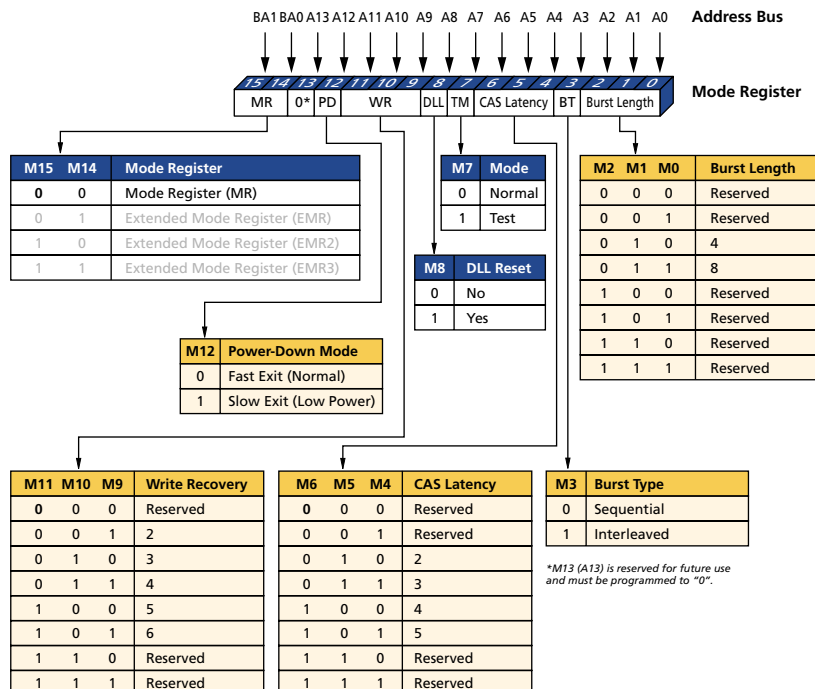 BA1 BA0 A13 A12 A11 A10 A9 A8 A7 A6 A5 A4 A3 A2 A1 A0 Address Bus
15 14 13 12 11 10 9 8 7 6 5 4 3 2 1 0 Mode Register
MR 0* PD WR DLL TM CAS Latency BT Burst Length
M15 M14 Mode Register
0 0 Mode Register (MR)
0 1 Extended Mode Register (EMR)
1 0 Extended Mode Register (EMR2)
1 1 Extended Mode Register (EMR3)
M7 Mode
0 Normal
1 Test
M2 M1 M0 Burst Length
0 0 0 Reserved
0 0 1 Reserved
0 1 0 4
0 1 1 8
1 0 0 Reserved
1 0 1 Reserved
1 1 0 Reserved
1 1 1 Reserved
M8 DLL Reset
0 No
1 Yes
M12 Power-Down Mode
0 Fast Exit (Normal)
1 Slow Exit (Low Power)
M11 M10 M9 Write Recovery
0 0 0 Reserved
0 0 1 2
0 1 0 3
0 1 1 4
1 0 0 5
1 0 1 6
1 1 0 Reserved
1 1 1 Reserved
M6 M5 M4 CAS Latency
0 0 0 Reserved
0 0 1 Reserved
0 1 0 2
0 1 1 3
1 0 0 4
1 0 1 5
1 1 0 Reserved
1 1 1 Reserved
M3 Burst Type
0 Sequential
1 Interleaved
*M13 (A13) is reserved for future use
and must be programmed to “0”.